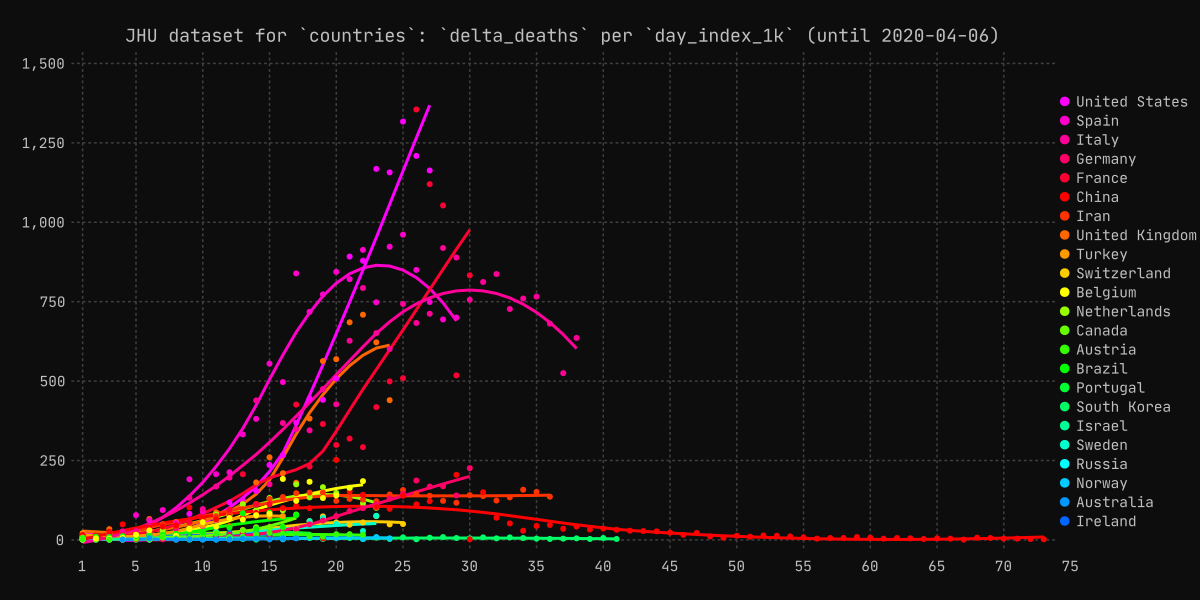 JHU dataset for `countries`: `delta_deaths` per `day_index_1k` (until 2020-04-06)
1,500
1,250
1,000
750
500
250
0
1 5 10 15 20 25 30 35 40 45 50 55 60 65 70 75
United States
Spain
Italy
Germany
France
China
Iran
United Kingdom
Turkey
Switzerland
Belgium
Netherlands
Canada
Austria
Brazil
Portugal
South Korea
Israel
Sweden
Russia
Norway
Australia
Ireland